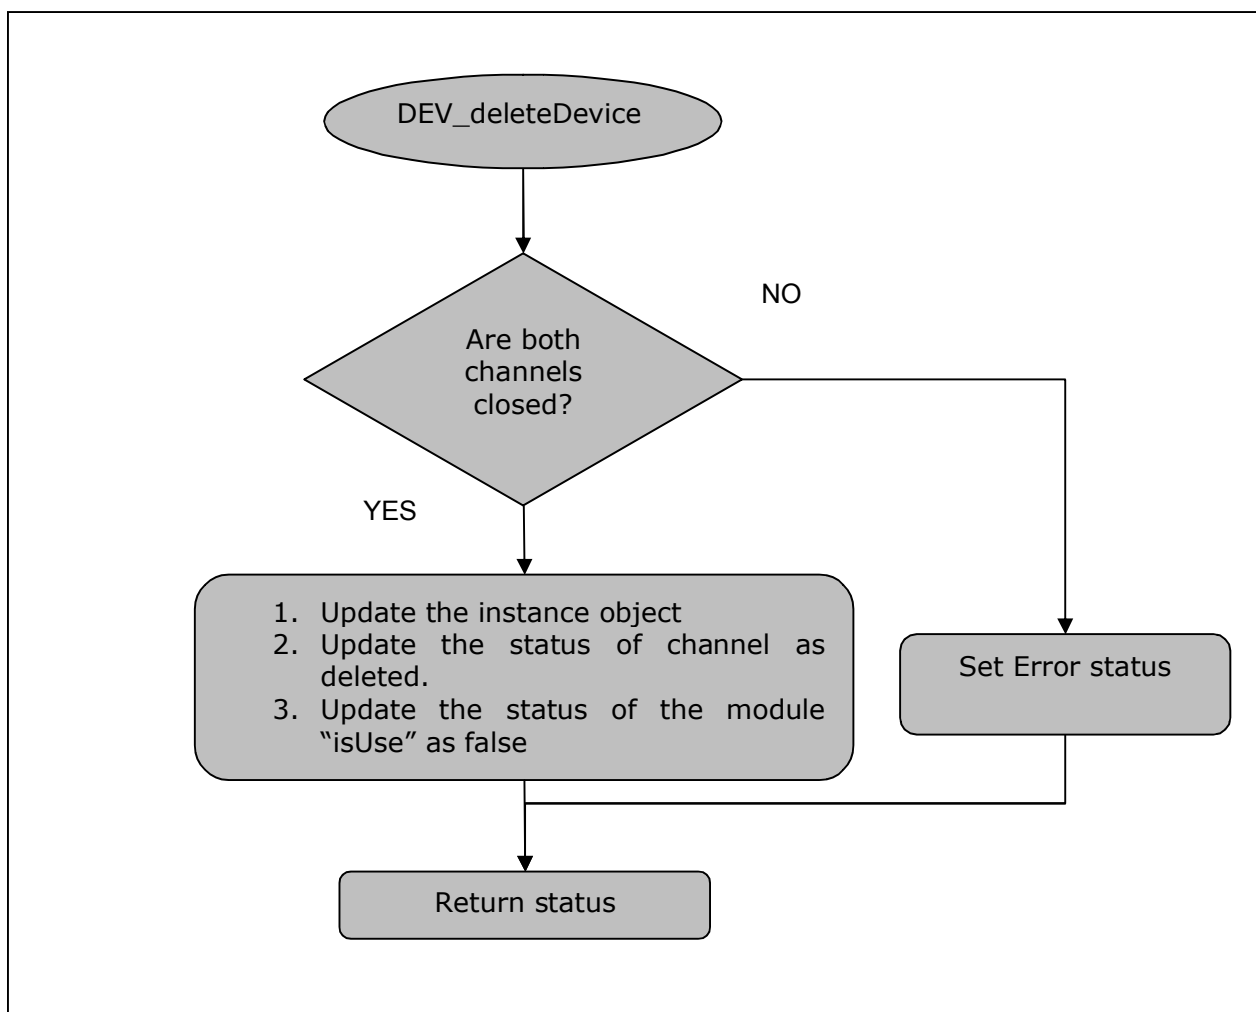 DEV_deleteDevice
NO
Are both
channels
closed?
YES
1. Update the instance object
2. Update the status of channel as
deleted.
3. Update the status of the module
“isUse” as false
Set Error status
Return status